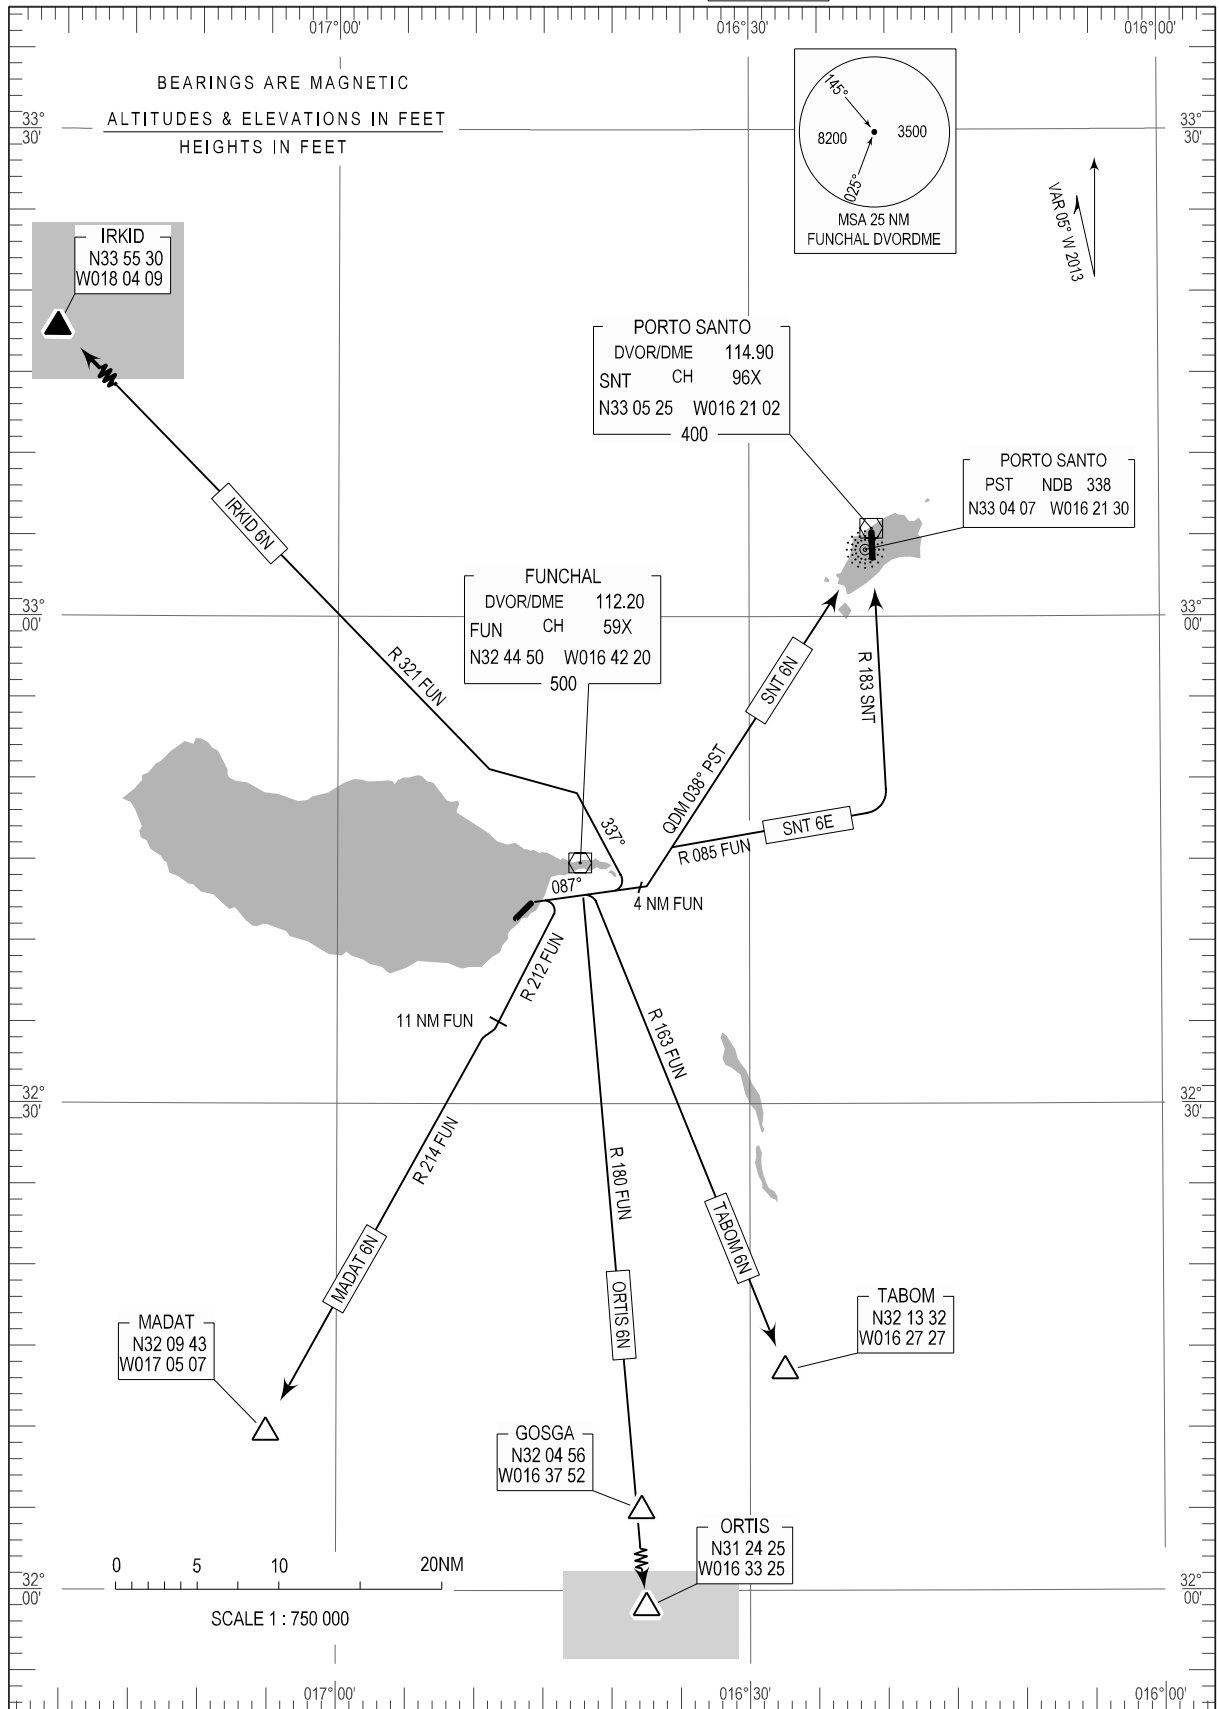 017°00'
016°30'
016°00'
BEARINGS ARE MAGNETIC
ALTITUDES & ELEVATIONS IN FEET
HEIGHTS IN FEET
33°
30'
33°
30'
145°
8200
3500
025°
MSA 25 NM
FUNCHAL DVORDME
VAR 05° W 2013
IRKID
N33 55 30
W018 04 09
PORTO SANTO
DVOR/DME 114.90
SNT CH 96X
N33 05 25 W016 21 02
400
PORTO SANTO
PST NDB 338
N33 04 07 W016 21 30
IRKID 6N
FUNCHAL
DVOR/DME 112.20
FUN CH 59X
N32 44 50 W016 42 20
500
33°
00'
33°
00'
R 321 FUN
SNT 6N
R 183 SNT
QDM 038° PST
337°
SNT 6E
R 085 FUN
087°
4 NM FUN
R 212 FUN
11 NM FUN
R 163 FUN
32°
30'
32°
30'
R 214 FUN
R 180 FUN
TABOM 6N
MADAT 6N
ORTIS 6N
MADAT
N32 09 43
W017 05 07
TABOM
N32 13 32
W016 27 27
GOSGA
N32 04 56
W016 37 52
ORTIS
N31 24 25
W016 33 25
0 5 10 20NM
SCALE 1 : 750 000
32°
00'
32°
00'
017°00'
016°30'
016°00'